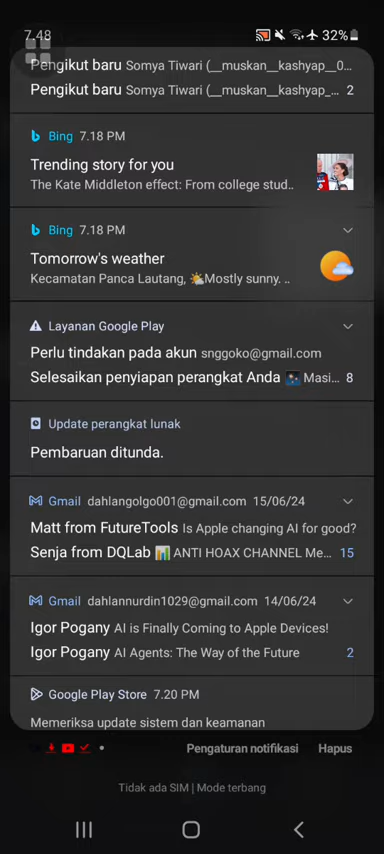 7.48
32%
Pengikut baru Somya Tiwari (__muskan__kashyap__0...
Pengikut baru Somya Tiwari (__muskan__kashyap_... 2
Bing 7.18 PM
Trending story for you
The Kate Middleton effect: From college stud..
Bing 7.18 PM
Tomorrow's weather
Kecamatan Panca Lautang, 🌤️Mostly sunny. ..
Layanan Google Play
Perlu tindakan pada akun snggoko@gmail.com
Selesaikan penyiapan perangkat Anda Masi... 8
Update perangkat lunak
Pembaruan ditunda.
Gmail dahlangolgo001@gmail.com 15/06/24
Matt from FutureTools Is Apple changing AI for good?
Senja from DQLab 📊 ANTI HOAX CHANNEL Me... 15
Gmail dahlannurdin1029@gmail.com 14/06/24
Igor Pogany AI is Finally Coming to Apple Devices!
Igor Pogany AI Agents: The Way of the Future 2
Google Play Store 7.20 PM
Memeriksa update sistem dan keamanan
Pengaturan notifikasi Hapus
Tidak ada SIM | Mode terbang